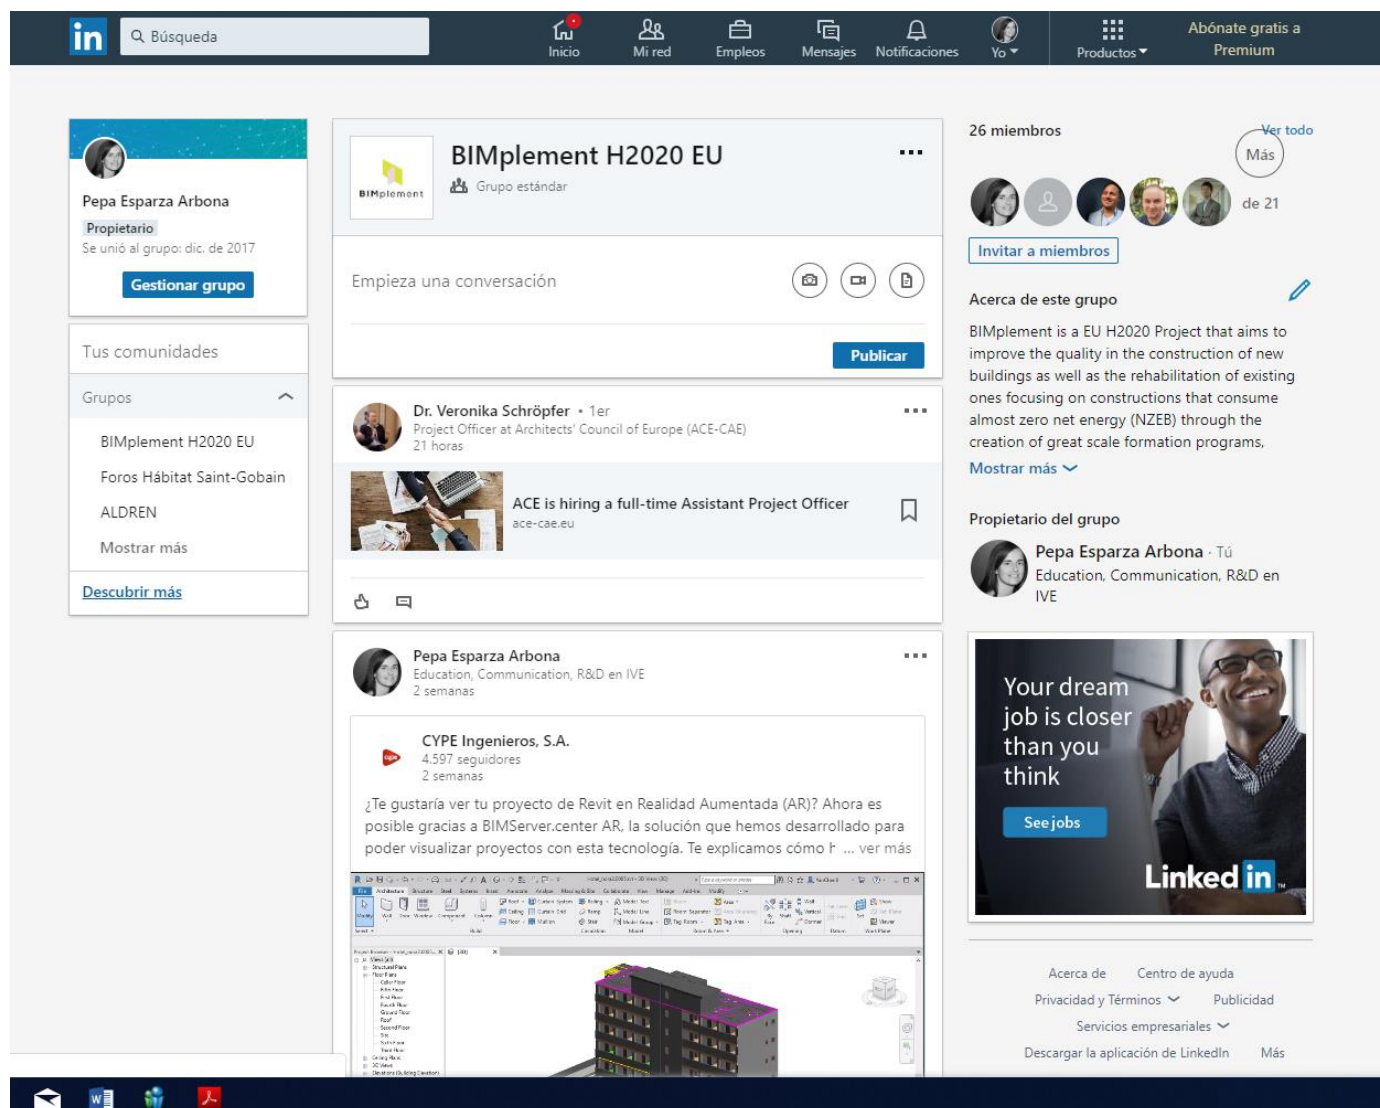 in
Búsqueda
Inicio
Mi red
Empleos
Mensajes
Notificaciones
Yo
Productos
Abónate gratis a
Premium
Pepa Esparza Arbona
Propietario
Se unió al grupo: dic. de 2017
Gestionar grupo
Tus comunidades
Grupos
BIMplement H2020 EU
Foros Hábitat Saint-Gobain
ALDREN
Mostrar más
Descubrir más
BIMplement
BIMplement H2020 EU
Grupo estándar
Empieza una conversación
Publicar
Dr. Veronika Schröpfer • 1er
Project Officer at Architects' Council of Europe (ACE-CAE)
21 horas
ACE is hiring a full-time Assistant Project Officer
ace-cae.eu
Pepa Esparza Arbona
Education, Communication, R&D en IVE
2 semanas
CYPE Ingenieros, S.A.
4.597 seguidores
2 semanas
¿Te gustaría ver tu proyecto de Revit en Realidad Aumentada (AR)? Ahora es
posible gracias a BIMServer.center AR, la solución que hemos desarrollado para
poder visualizar proyectos con esta tecnología. Te explicamos cómo h ... ver más
26 miembros
Ver todo
Más
de 21
Invitar a miembros
Acerca de este grupo
BIMplement is a EU H2020 Project that aims to
improve the quality in the construction of new
buildings as well as the rehabilitation of existing
ones focusing on constructions that consume
almost zero net energy (NZEB) through the
creation of great scale formation programs,
Mostrar más
Propietario del grupo
Pepa Esparza Arbona · Tú
Education, Communication, R&D en
IVE
Your dream
job is closer
than you
think
See jobs
Linked in
Acerca de Centro de ayuda
Privacidad y Términos Publicidad
Servicios empresariales
Descargar la aplicación de LinkedIn Más